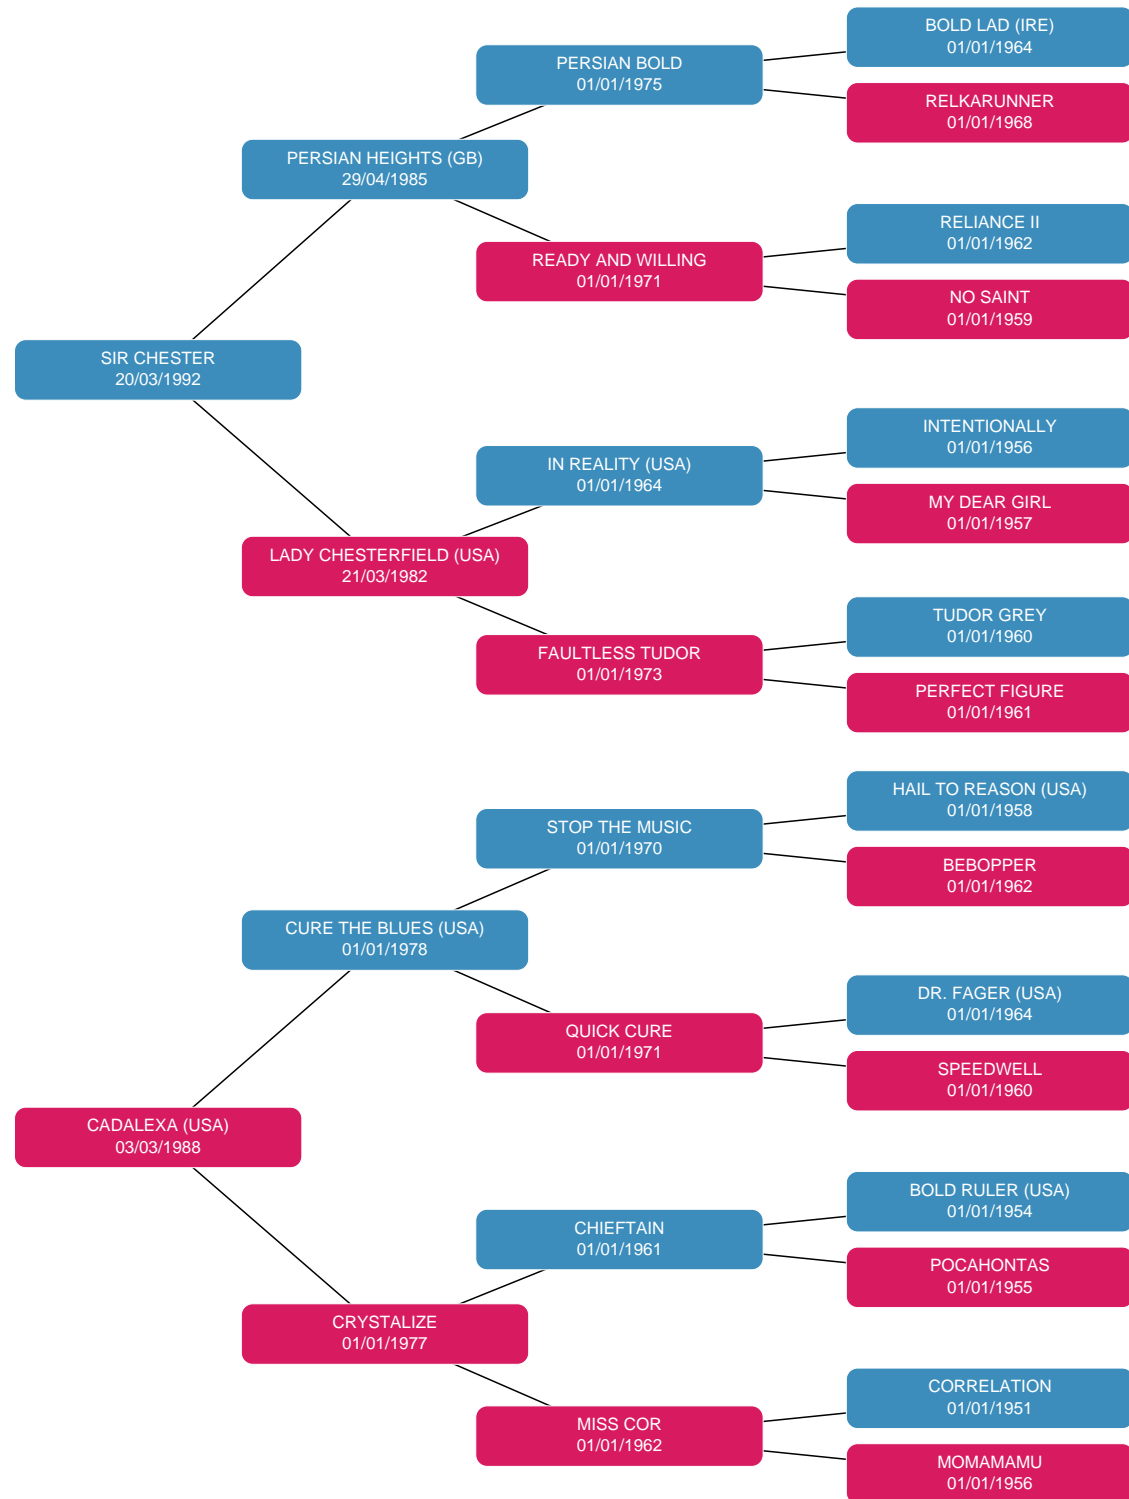 BOLD LAD (IRE)
01/01/1964
PERSIAN BOLD
01/01/1975
RELKARUNNER
01/01/1968
PERSIAN HEIGHTS (GB)
29/04/1985
RELIANCE II
01/01/1962
READY AND WILLING
01/01/1971
NO SAINT
01/01/1959
SIR CHESTER
20/03/1992
INTENTIONALLY
01/01/1956
IN REALITY (USA)
01/01/1964
MY DEAR GIRL
01/01/1957
LADY CHESTERFIELD (USA)
21/03/1982
TUDOR GREY
01/01/1960
FAULTLESS TUDOR
01/01/1973
PERFECT FIGURE
01/01/1961
HAIL TO REASON (USA)
01/01/1958
STOP THE MUSIC
01/01/1970
BEBOPPER
01/01/1962
CURE THE BLUES (USA)
01/01/1978
DR. FAGER (USA)
01/01/1964
QUICK CURE
01/01/1971
SPEEDWELL
01/01/1960
CADALEXA (USA)
03/03/1988
BOLD RULER (USA)
01/01/1954
CHIEFTAIN
01/01/1961
POCAHONTAS
01/01/1955
CRYSTALIZE
01/01/1977
CORRELATION
01/01/1951
MISS COR
01/01/1962
MOMAMAMU
01/01/1956